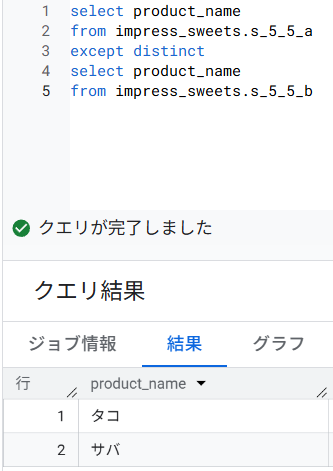 1 select product_name
2 from impress_sweets.s_5_5_a
3 except distinct
4 select product_name
5 from impress_sweets.s_5_5_b
クエリが完了しました
クエリ結果
ジョブ情報 結果 グラフ
行 product_name
1 タコ
2 サバ